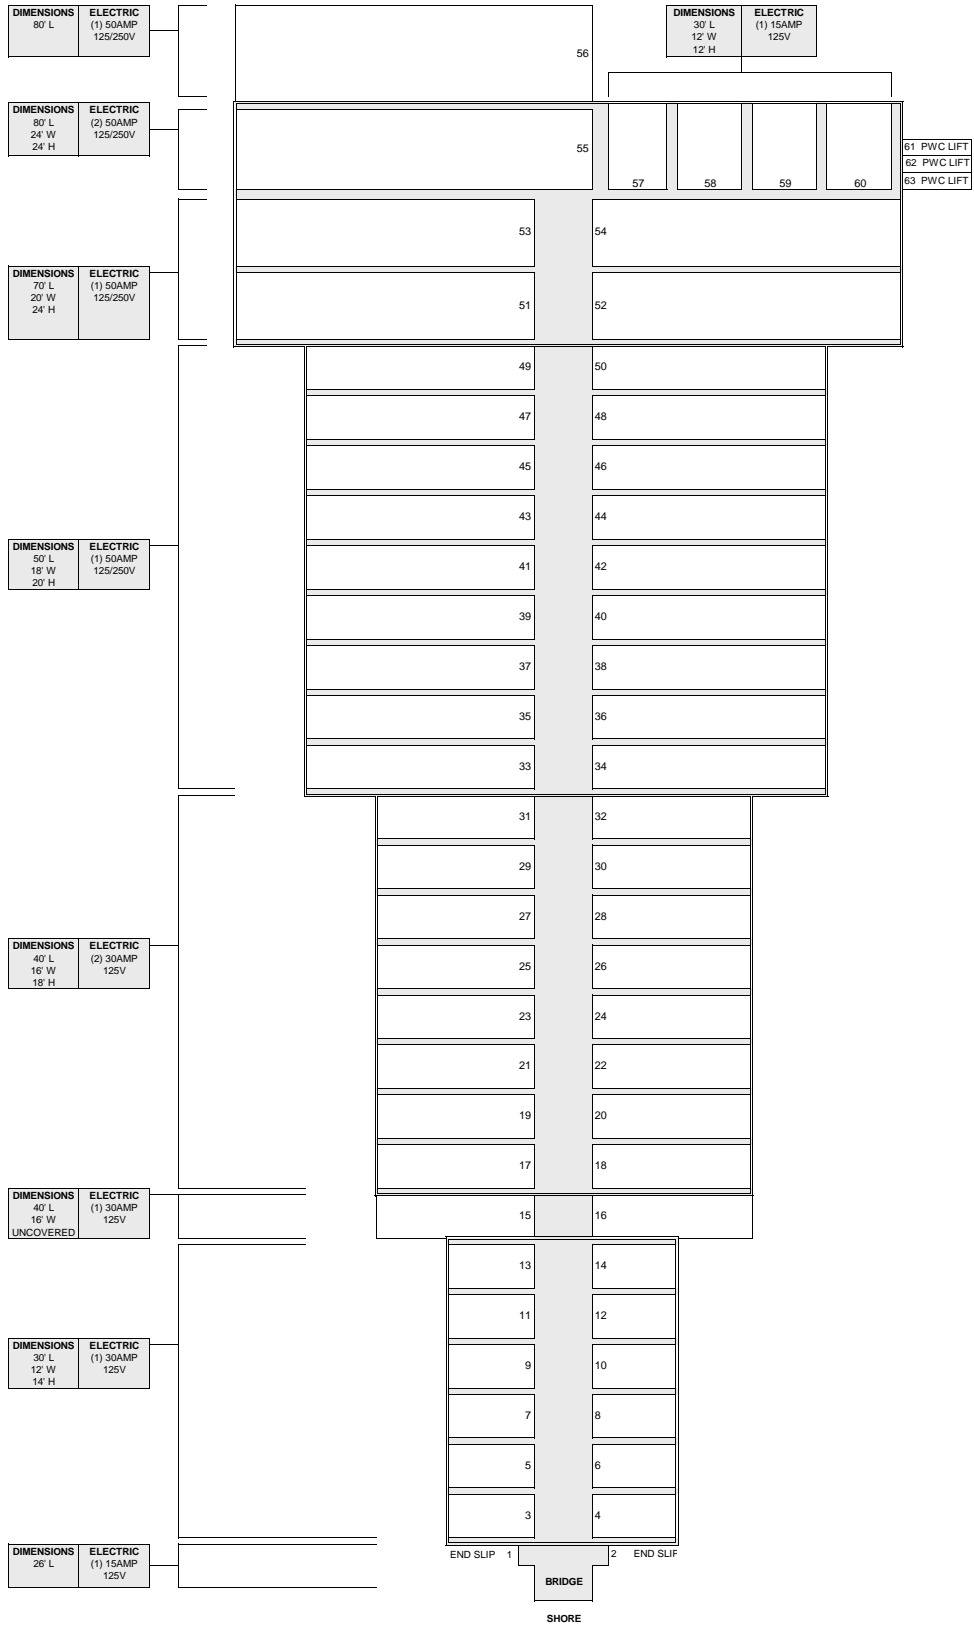 DIMENSIONS ELECTRIC
80' L (1) 50AMP
125/250V
DIMENSIONS ELECTRIC
30' L (1) 15AMP
12' W 125V
12' H
56
DIMENSIONS ELECTRIC
80' L (2) 50AMP
24' W 125/250V
24' H
55
57 58 59 60
61 PWC LIFT
62 PWC LIFT
63 PWC LIFT
53 54
DIMENSIONS ELECTRIC
70' L (1) 50AMP
20' W 125/250V
24' H
51 52
49 50
47 48
45 46
43 44
DIMENSIONS ELECTRIC
50' L (1) 50AMP
18' W 125/250V
20' H
41 42
39 40
37 38
35 36
33 34
31 32
29 30
27 28
DIMENSIONS ELECTRIC
40' L (2) 30AMP
16' W 125V
18' H
25 26
23 24
21 22
19 20
17 18
DIMENSIONS ELECTRIC
40' L (1) 30AMP
16' W 125V
UNCOVERED
15 16
13 14
11 12
DIMENSIONS ELECTRIC
30' L (1) 30AMP
12' W 125V
14' H
9 10
7 8
5 6
3 4
DIMENSIONS ELECTRIC
26' L (1) 15AMP
125V
END SLIP 1 2 END SLIP
BRIDGE
SHORE